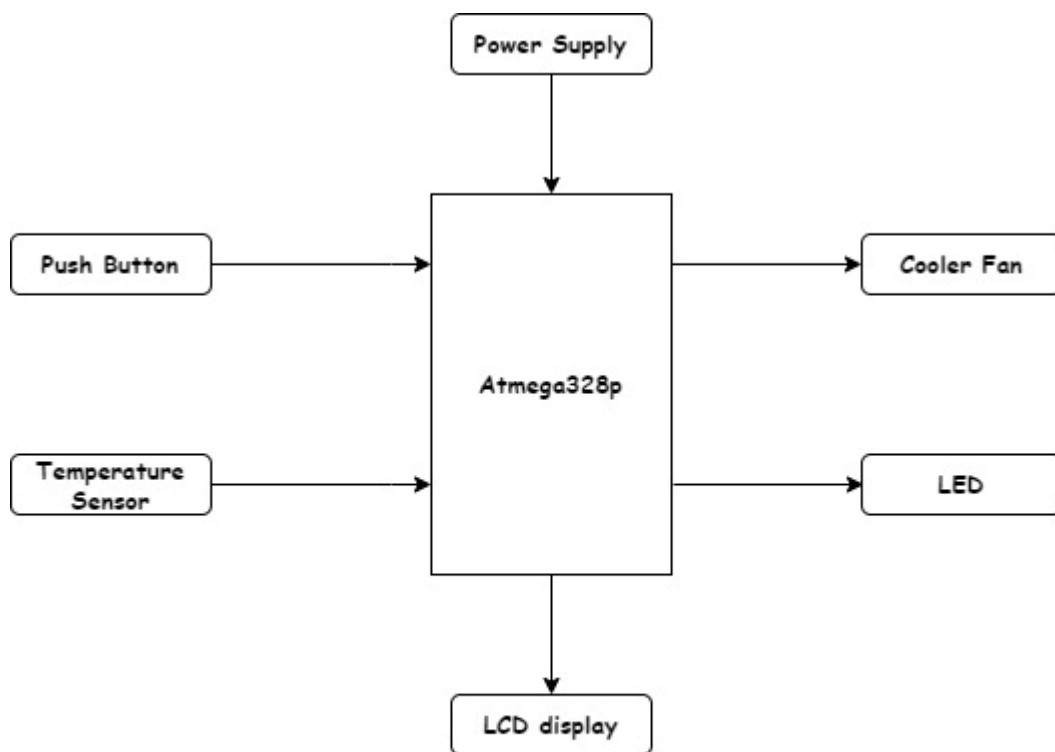 Power Supply
Push Button
Cooler Fan
Atmega328p
Temperature
Sensor
LED
LCD display